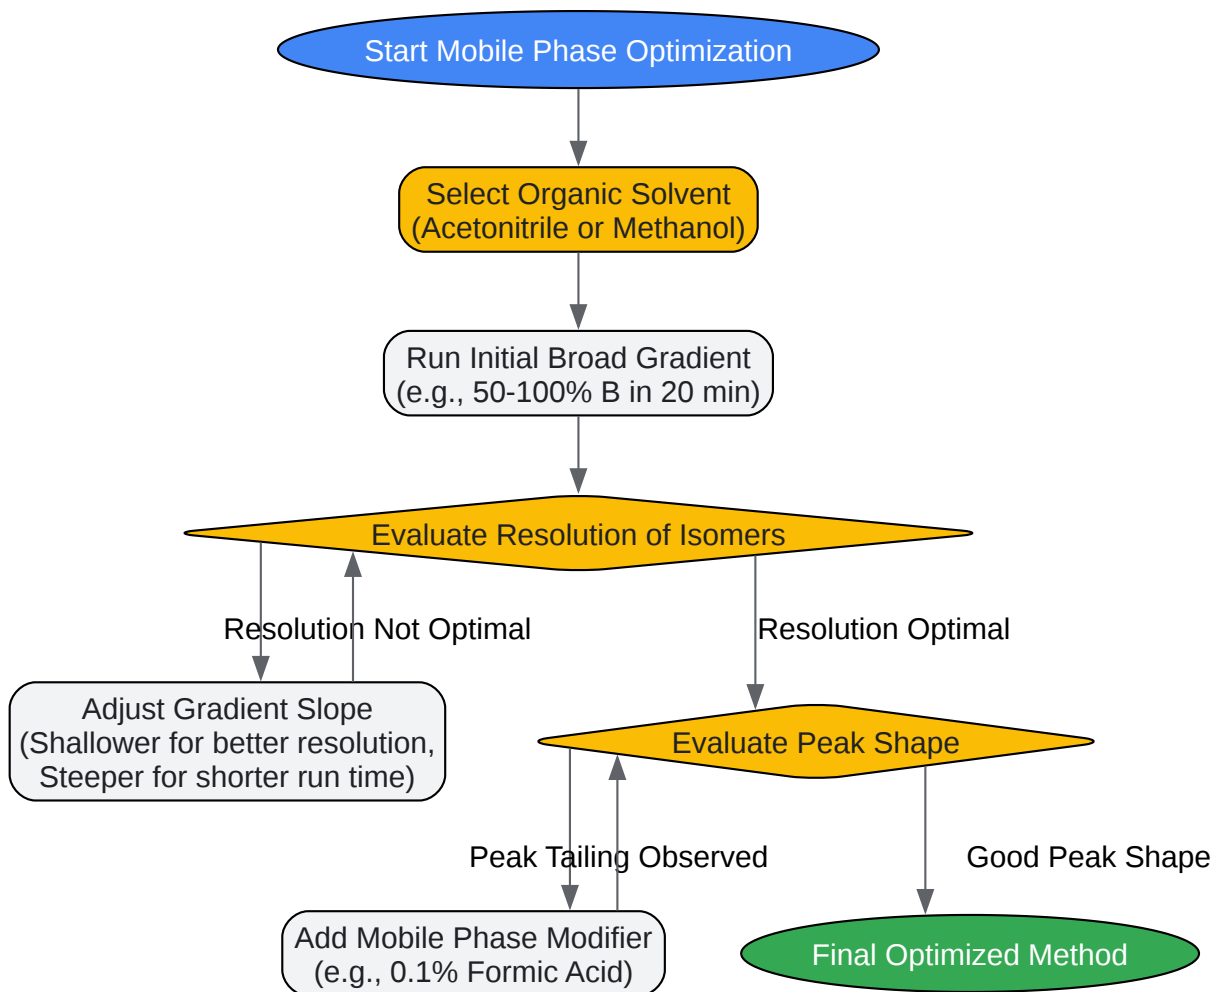 Start Mobile Phase Optimization
Select Organic Solvent
(Acetonitrile or Methanol)
Run Initial Broad Gradient
(e.g., 50-100% B in 20 min)
Evaluate Resolution of Isomers
Resolution Not Optimal
Resolution Optimal
Adjust Gradient Slope
(Shallower for better resolution,
Steeper for shorter run time)
Evaluate Peak Shape
Peak Tailing Observed
Good Peak Shape
Add Mobile Phase Modifier
(e.g., 0.1% Formic Acid)
Final Optimized Method